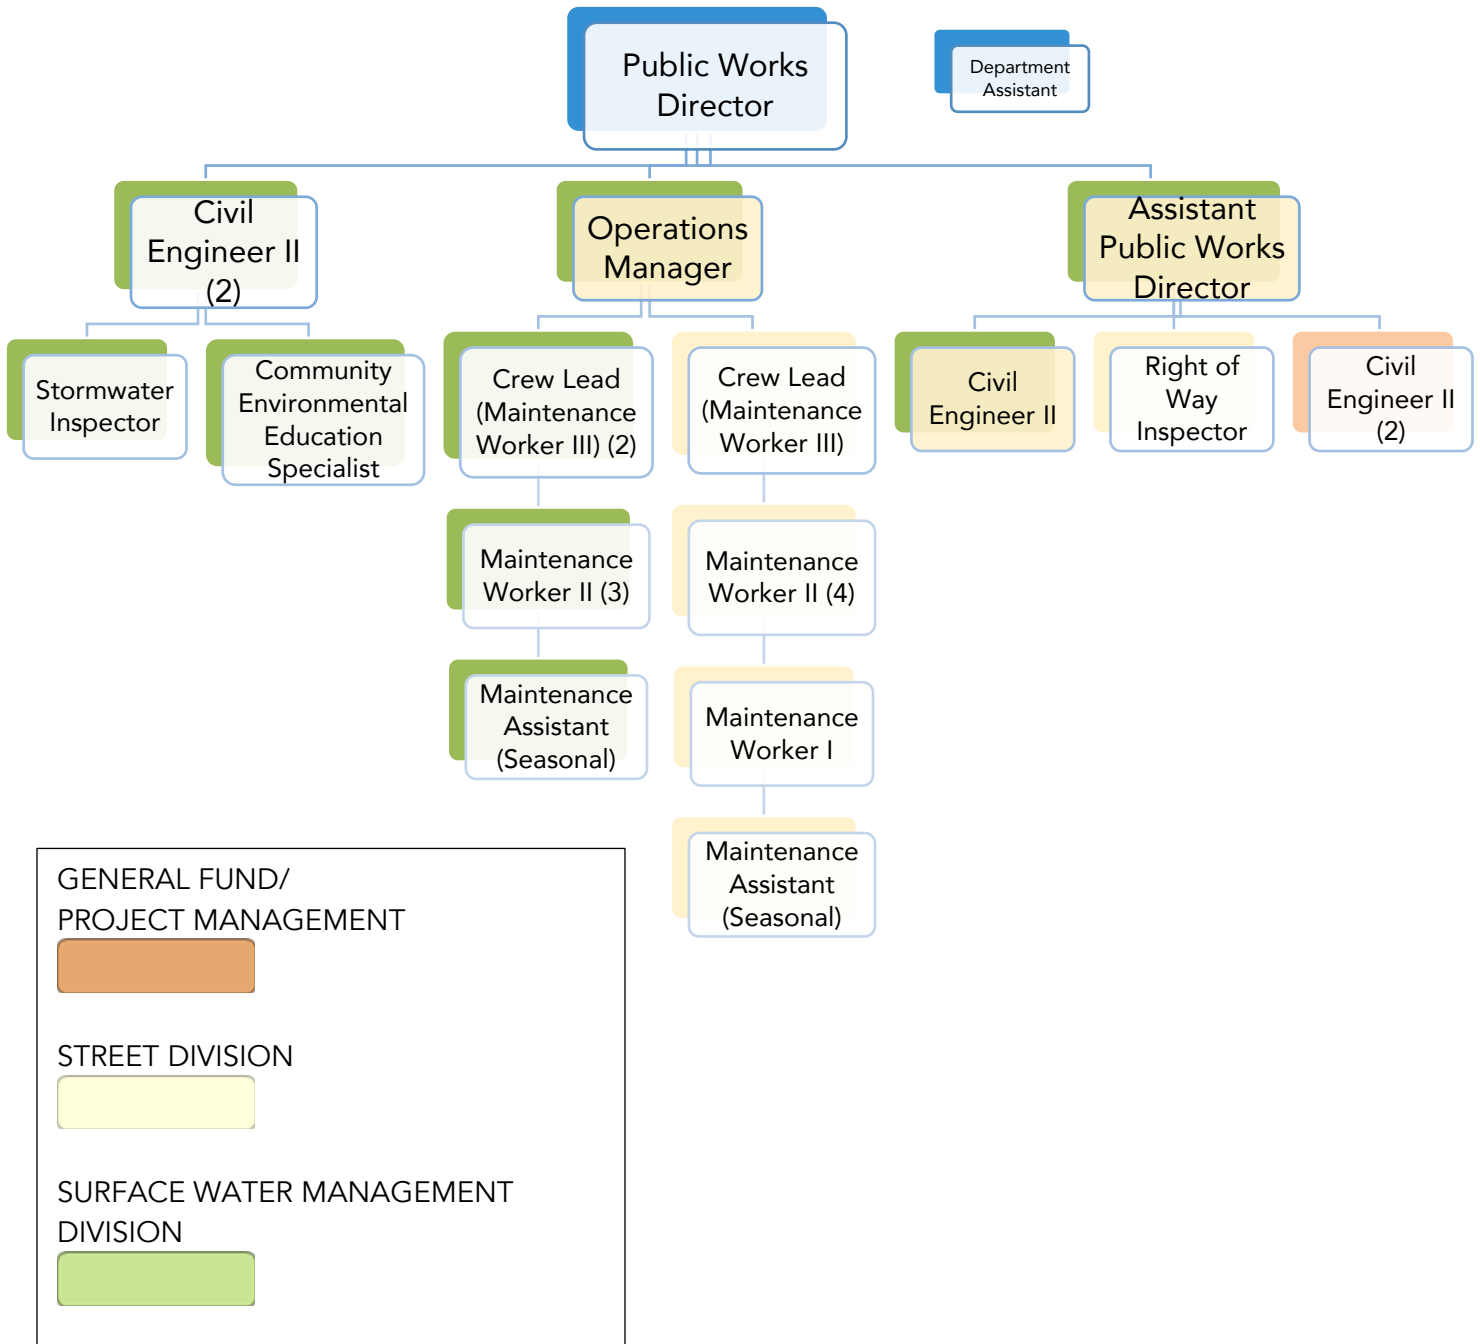 Public Works
Director
Department
Assistant
Civil
Engineer II
(2)
Operations
Manager
Assistant
Public Works
Director
Stormwater
Inspector
Community
Environmental
Education
Specialist
Crew Lead
(Maintenance
Worker III) (2)
Crew Lead
(Maintenance
Worker III)
Civil
Engineer II
Right of
Way
Inspector
Civil
Engineer II
(2)
Maintenance
Worker II (3)
Maintenance
Worker II (4)
Maintenance
Assistant
(Seasonal)
Maintenance
Worker I
Maintenance
Assistant
(Seasonal)
GENERAL FUND/
PROJECT MANAGEMENT
STREET DIVISION
SURFACE WATER MANAGEMENT
DIVISION